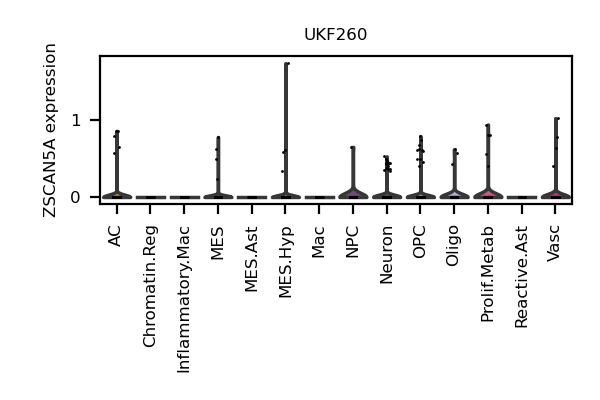 UKF260
ZSCAN5A expression
1
0
AC
Chromatin.Reg
Inflammatory.Mac
MES
MES.Ast
MES.Hyp
Mac
NPC
Neuron
OPC
Oligo
Prolif.Metab
Reactive.Ast
Vasc